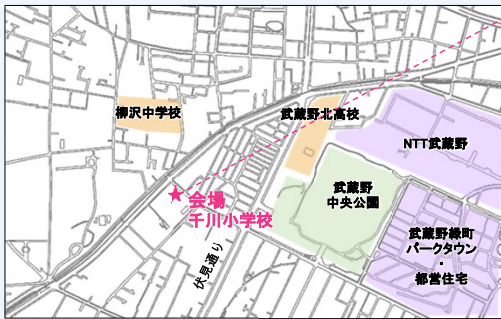 柳沢中学校
武蔵野北高校
NTT武蔵野
会場
千川小学校
武蔵野
中央公園
伏見通り
武蔵野緑町
パークタウン
・
都営住宅